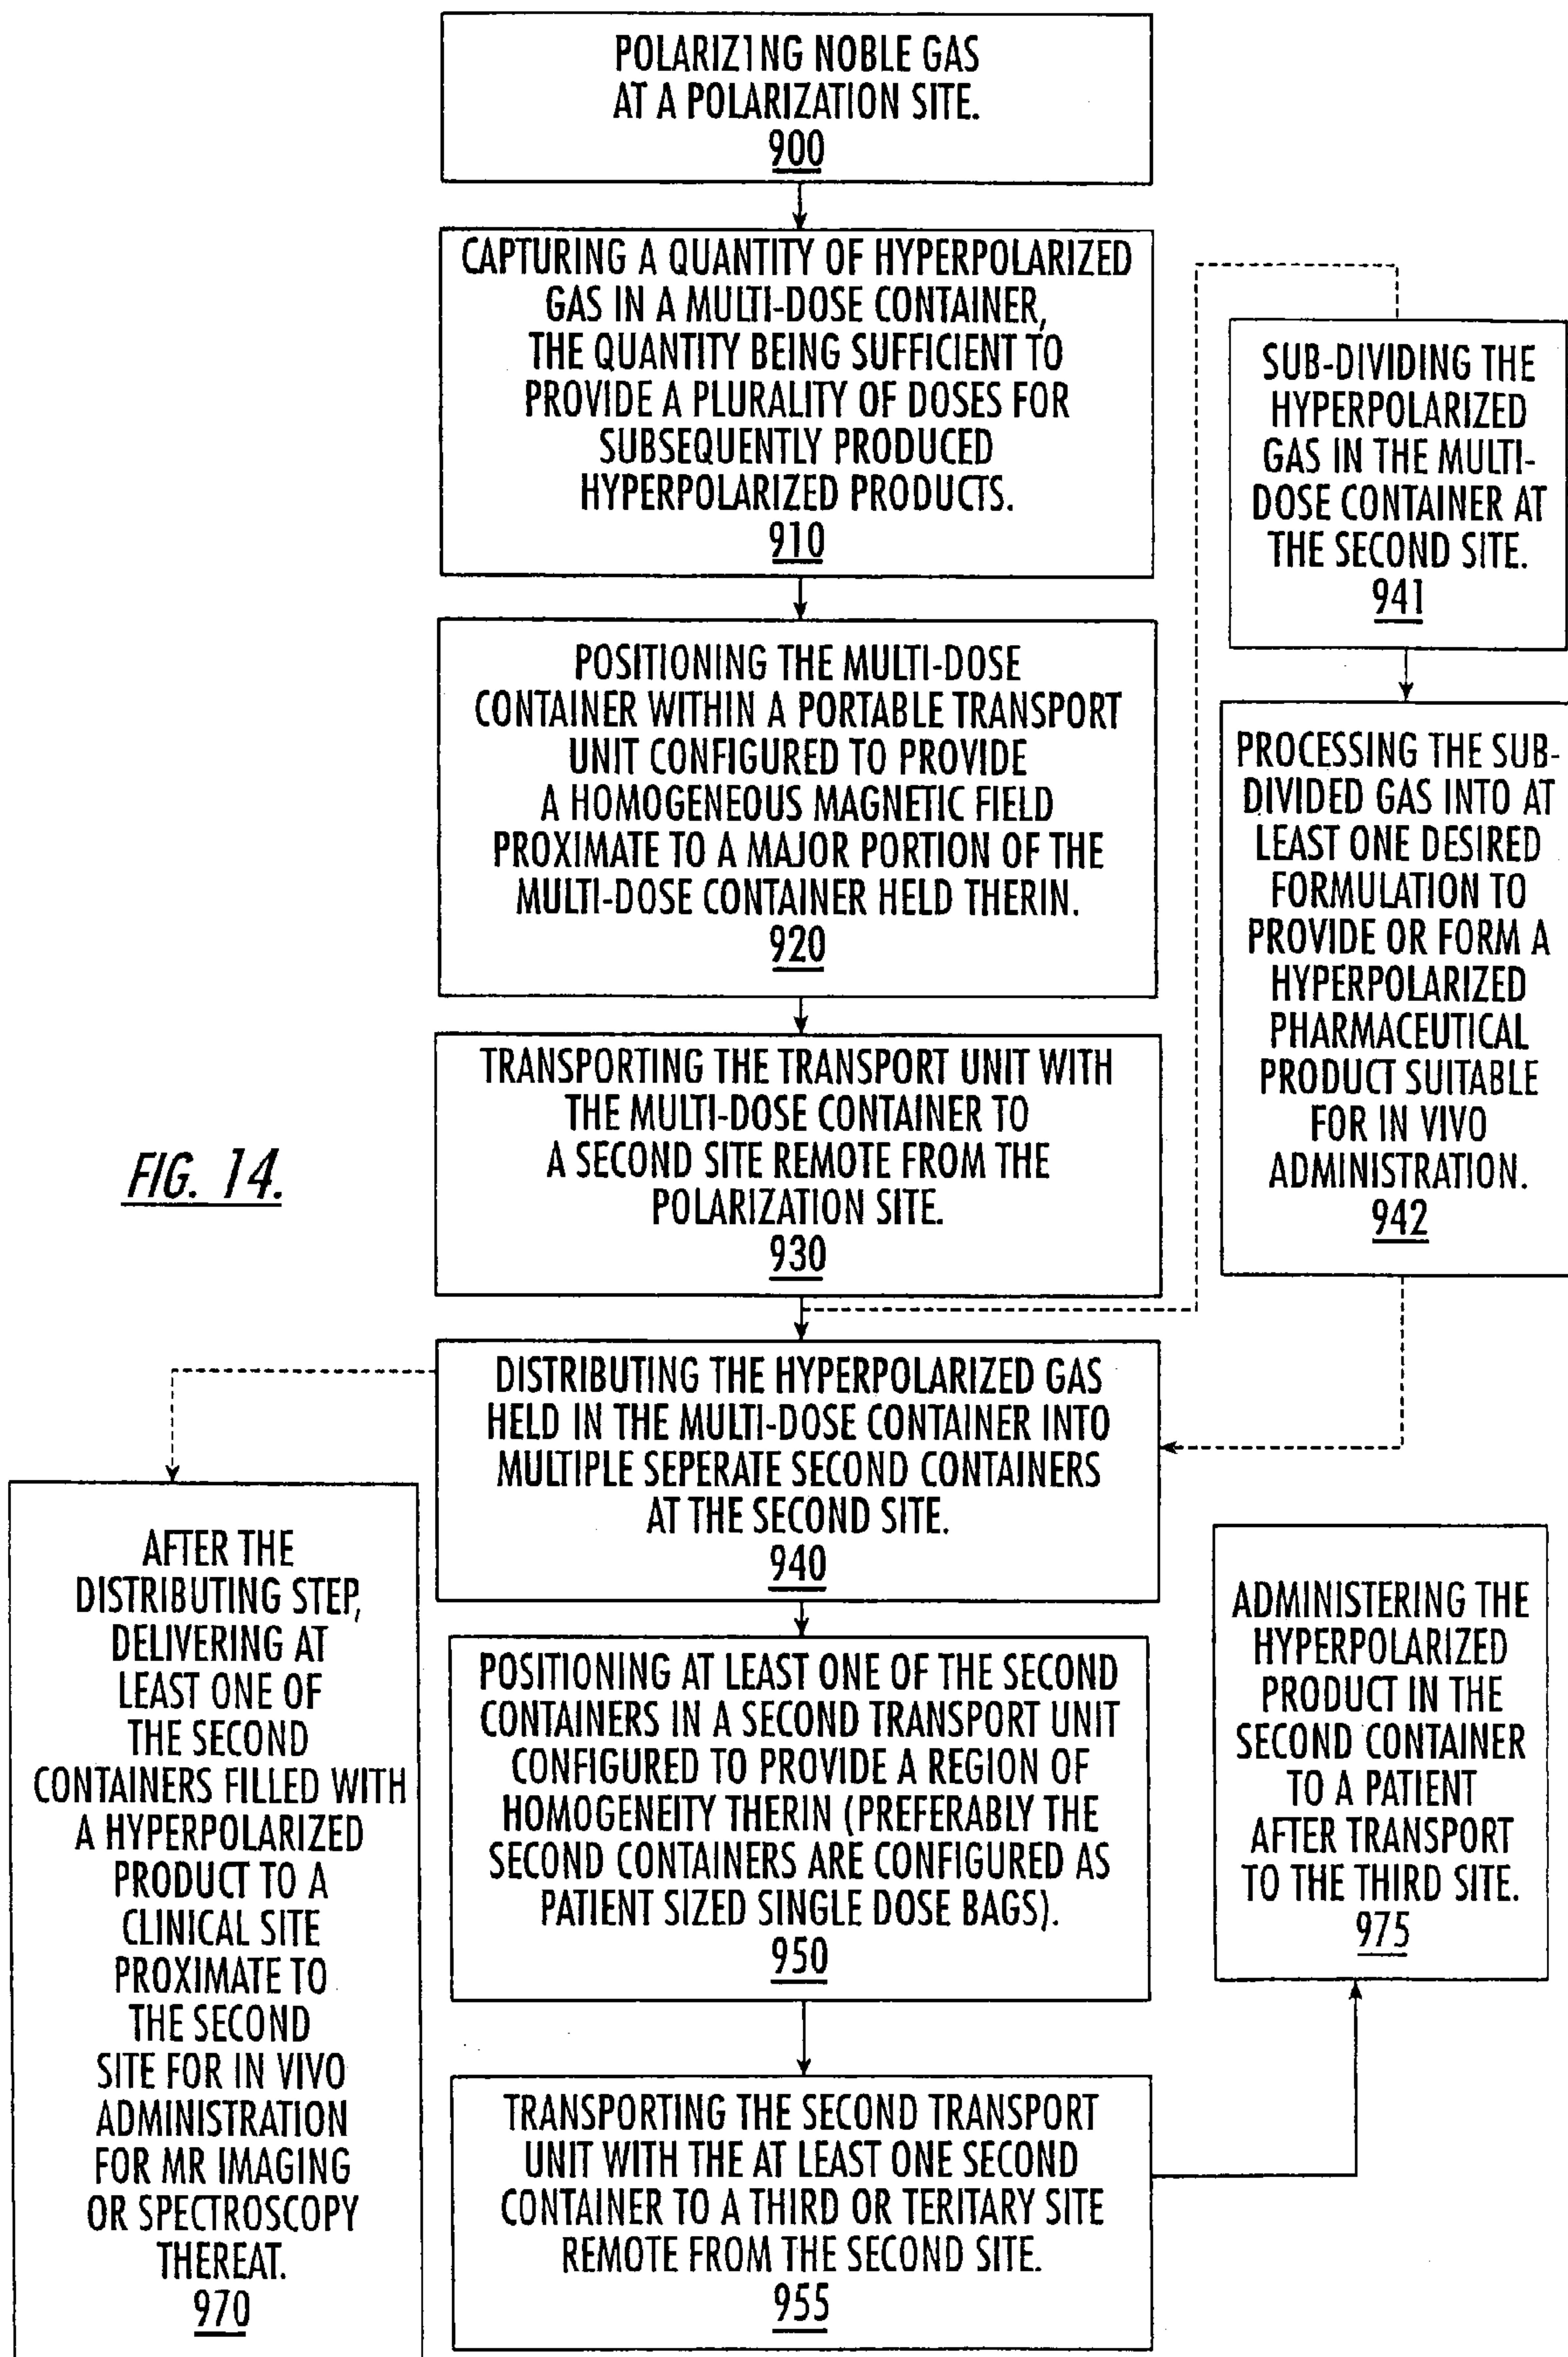 POLARIZING NOBLE GAS
AT A POLARIZATION SITE.
900
CAPTURING A QUANTITY OF HYPERPOLARIZED
GAS IN A MULTI-DOSE CONTAINER,
THE QUANTITY BEING SUFFICIENT TO
PROVIDE A PLURALITY OF DOSES FOR
SUBSEQUENTLY PRODUCED
HYPERPOLARIZED PRODUCTS.
910
POSITIONING THE MULTI-DOSE
CONTAINER WITHIN A PORTABLE TRANSPORT
UNIT CONFIGURED TO PROVIDE
A HOMOGENEOUS MAGNETIC FIELD
PROXIMATE TO A MAJOR PORTION OF THE
MULTI-DOSE CONTAINER HELD THERIN.
920
TRANSPORTING THE TRANSPORT UNIT WITH
THE MULTI-DOSE CONTAINER TO
A SECOND SITE REMOTE FROM THE
POLARIZATION SITE.
930
SUB-DIVIDING THE
HYPERPOLARIZED
GAS IN THE MULTI-
DOSE CONTAINER AT
THE SECOND SITE.
941
PROCESSING THE SUB-
DIVIDED GAS INTO AT
LEAST ONE DESIRED
FORMULATION TO
PROVIDE OR FORM A
HYPERPOLARIZED
PHARMACEUTICAL
PRODUCT SUITABLE
FOR IN VIVO
ADMINISTRATION.
942
FIG. 14.
DISTRIBUTING THE HYPERPOLARIZED GAS
HELD IN THE MULTI-DOSE CONTAINER INTO
MULTIPLE SEPERATE SECOND CONTAINERS
AT THE SECOND SITE.
940
POSITIONING AT LEAST ONE OF THE SECOND
CONTAINERS IN A SECOND TRANSPORT UNIT
CONFIGURED TO PROVIDE A REGION OF
HOMOGENEITY THERIN (PREFERABLY THE
SECOND CONTAINERS ARE CONFIGURED AS
PATIENT SIZED SINGLE DOSE BAGS).
950
TRANSPORTING THE SECOND TRANSPORT
UNIT WITH THE AT LEAST ONE SECOND
CONTAINER TO A THIRD OR TERITARY SITE
REMOTE FROM THE SECOND SITE.
955
AFTER THE
DISTRIBUTING STEP,
DELIVERING AT
LEAST ONE OF
THE SECOND
CONTAINERS FILLED WITH
A HYPERPOLARIZED
PRODUCT TO A
CLINICAL SITE
PROXIMATE TO
THE SECOND
SITE FOR IN VIVO
ADMINISTRATION
FOR MR IMAGING
OR SPECTROSCOPY
THEREAT.
970
ADMINISTERING THE
HYPERPOLARIZED
PRODUCT IN THE
SECOND CONTAINER
TO A PATIENT
AFTER TRANSPORT
TO THE THIRD SITE.
975